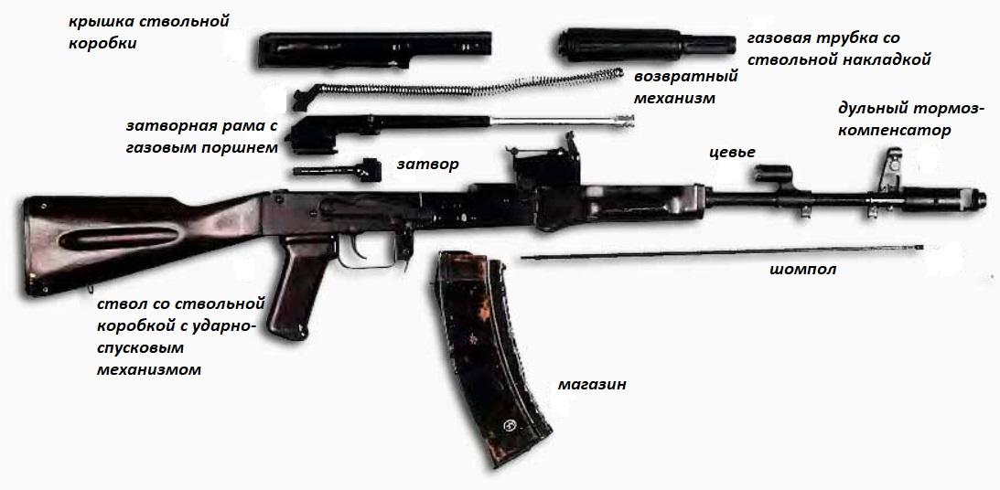 крышка ствольной
коробки
газовая трубка со
ствольной накладкой
возвратный
механизм
затворная рама с
газовым поршнем
дульный тормоз-
компенсатор
затвор
цевье
шомпол
ствол со ствольной
коробкой с ударно-
спусковым
механизмом
магазин